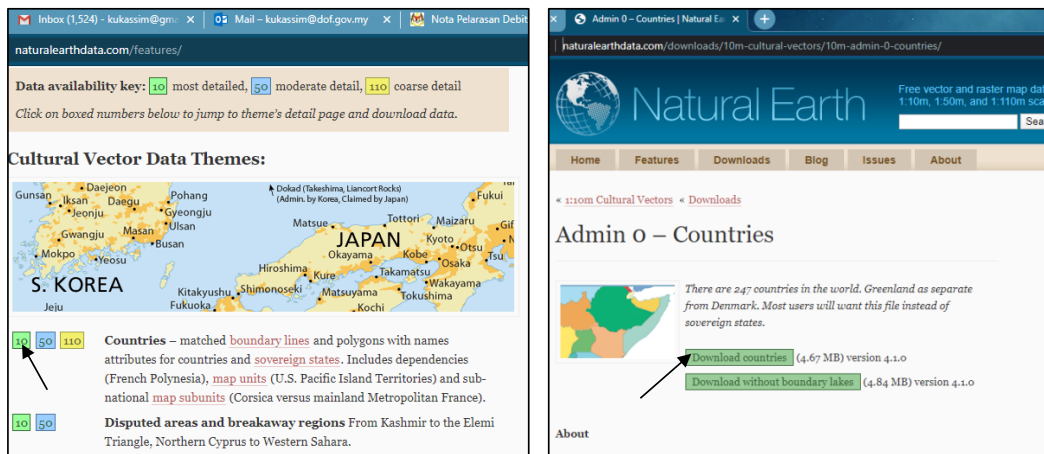 Inbox (1,524) - kukassim@gma
Mail – kukassim@dof.gov.my
Nota Pelarasan Debit
naturalearthdata.com/features/
Data availability key: 10 most detailed, 50 moderate detail, 110 coarse detail
Click on boxed numbers below to jump to theme's detail page and download data.
Cultural Vector Data Themes:
Gunsan
Daejeon
Iksan
Daegu
Pohang
Jeonju
Gyeongju
Gwangju
Masan
Ulsan
Mokpo
Busan
Yeosu
S. KOREA
Jeju
Dokad (Takeshima, Liancort Rocks)
(Admin. by Korea, Claimed by Japan)
Fukui
Matsue
Tottori
Maizaru
Gif
JAPAN
Kyoto
Otsu
N
Okayama
Kobe
Osaka
Tsu
Hiroshima
Kure
Takamatsu
Wakayama
Kitakyushu
Shimonoseki
Matsuyama
Tokushima
Fukuoka
Kochi
10 50 110 Countries – matched boundary lines and polygons with names
attributes for countries and sovereign states. Includes dependencies
(French Polynesia), map units (U.S. Pacific Island Territories) and sub-
national map subunits (Corsica versus mainland Metropolitan France).
10 50 Disputed areas and breakaway regions From Kashmir to the Elemi
Triangle, Northern Cyprus to Western Sahara.
Admin 0 – Countries | Natural Ea
naturalearthdata.com/downloads/10m-cultural-vectors/10m-admin-0-countries/
Natural Earth
Free vector and raster map dat
1:10m, 1:50m, and 1:110m sca
Sea
Home Features Downloads Blog Issues About
« 1:10m Cultural Vectors « Downloads
Admin 0 – Countries
There are 247 countries in the world. Greenland as separate
from Denmark. Most users will want this file instead of
sovereign states.
Download countries (4.67 MB) version 4.1.0
Download without boundary lakes (4.84 MB) version 4.1.0
About